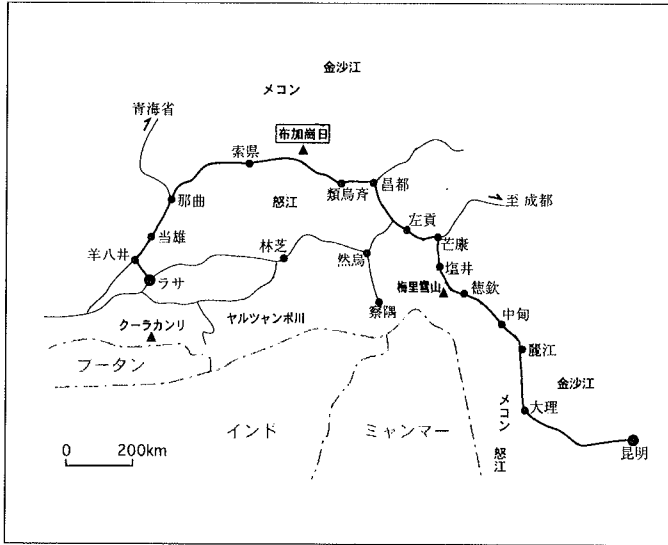 金沙江
メコン
青海省
布加崗日
索県
類烏斉
昌都
怒江
那曲
左貢
至 成都
当雄
芒康
林芝
羊八井
然烏
塩井
ラサ
梅里雪山
徳欽
察隅
中甸
クーラカンリ
ヤルツァンポ川
麗江
ブータン
金沙江
メコン
大理
インド
ミャンマー
怒江
0 200km
昆明